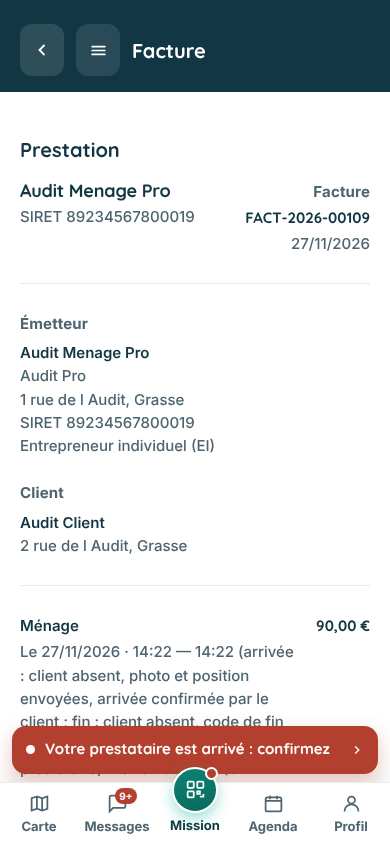 Facture
Prestation
Audit Menage Pro
Facture
SIRET 89234567800019
FACT-2026-00109
27/11/2026
Émetteur
Audit Menage Pro
Audit Pro
1 rue de l Audit, Grasse
SIRET 89234567800019
Entrepreneur individuel (EI)
Client
Audit Client
2 rue de l Audit, Grasse
Ménage
90,00 €
Le 27/11/2026 · 14:22 — 14:22 (arrivée
: client absent, photo et position
envoyées, arrivée confirmée par le
client ; fin : client absent, code de fin
Votre prestataire est arrivé : confirmez
9+
Carte
Messages
Mission
Agenda
Profil